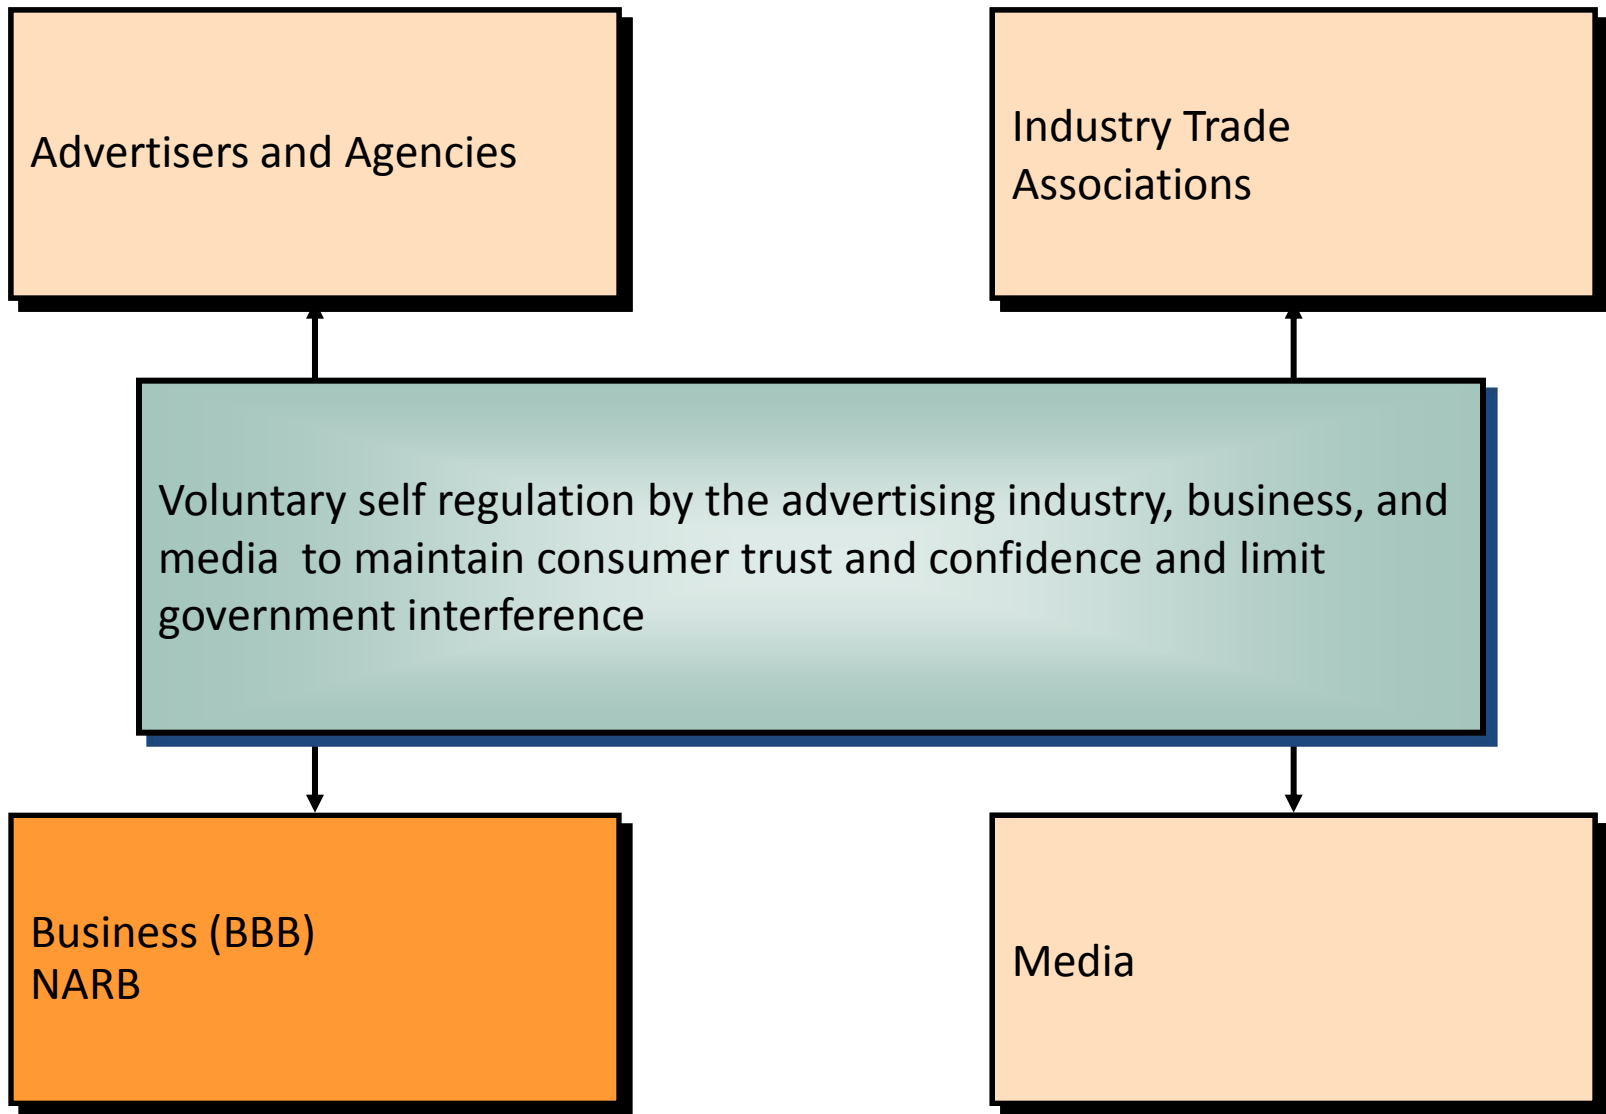 Advertisers and Agencies
Industry Trade
Associations
Voluntary self regulation by the advertising industry, business, and
media  to maintain consumer trust and confidence and limit
government interference
Business (BBB)
NARB
Media